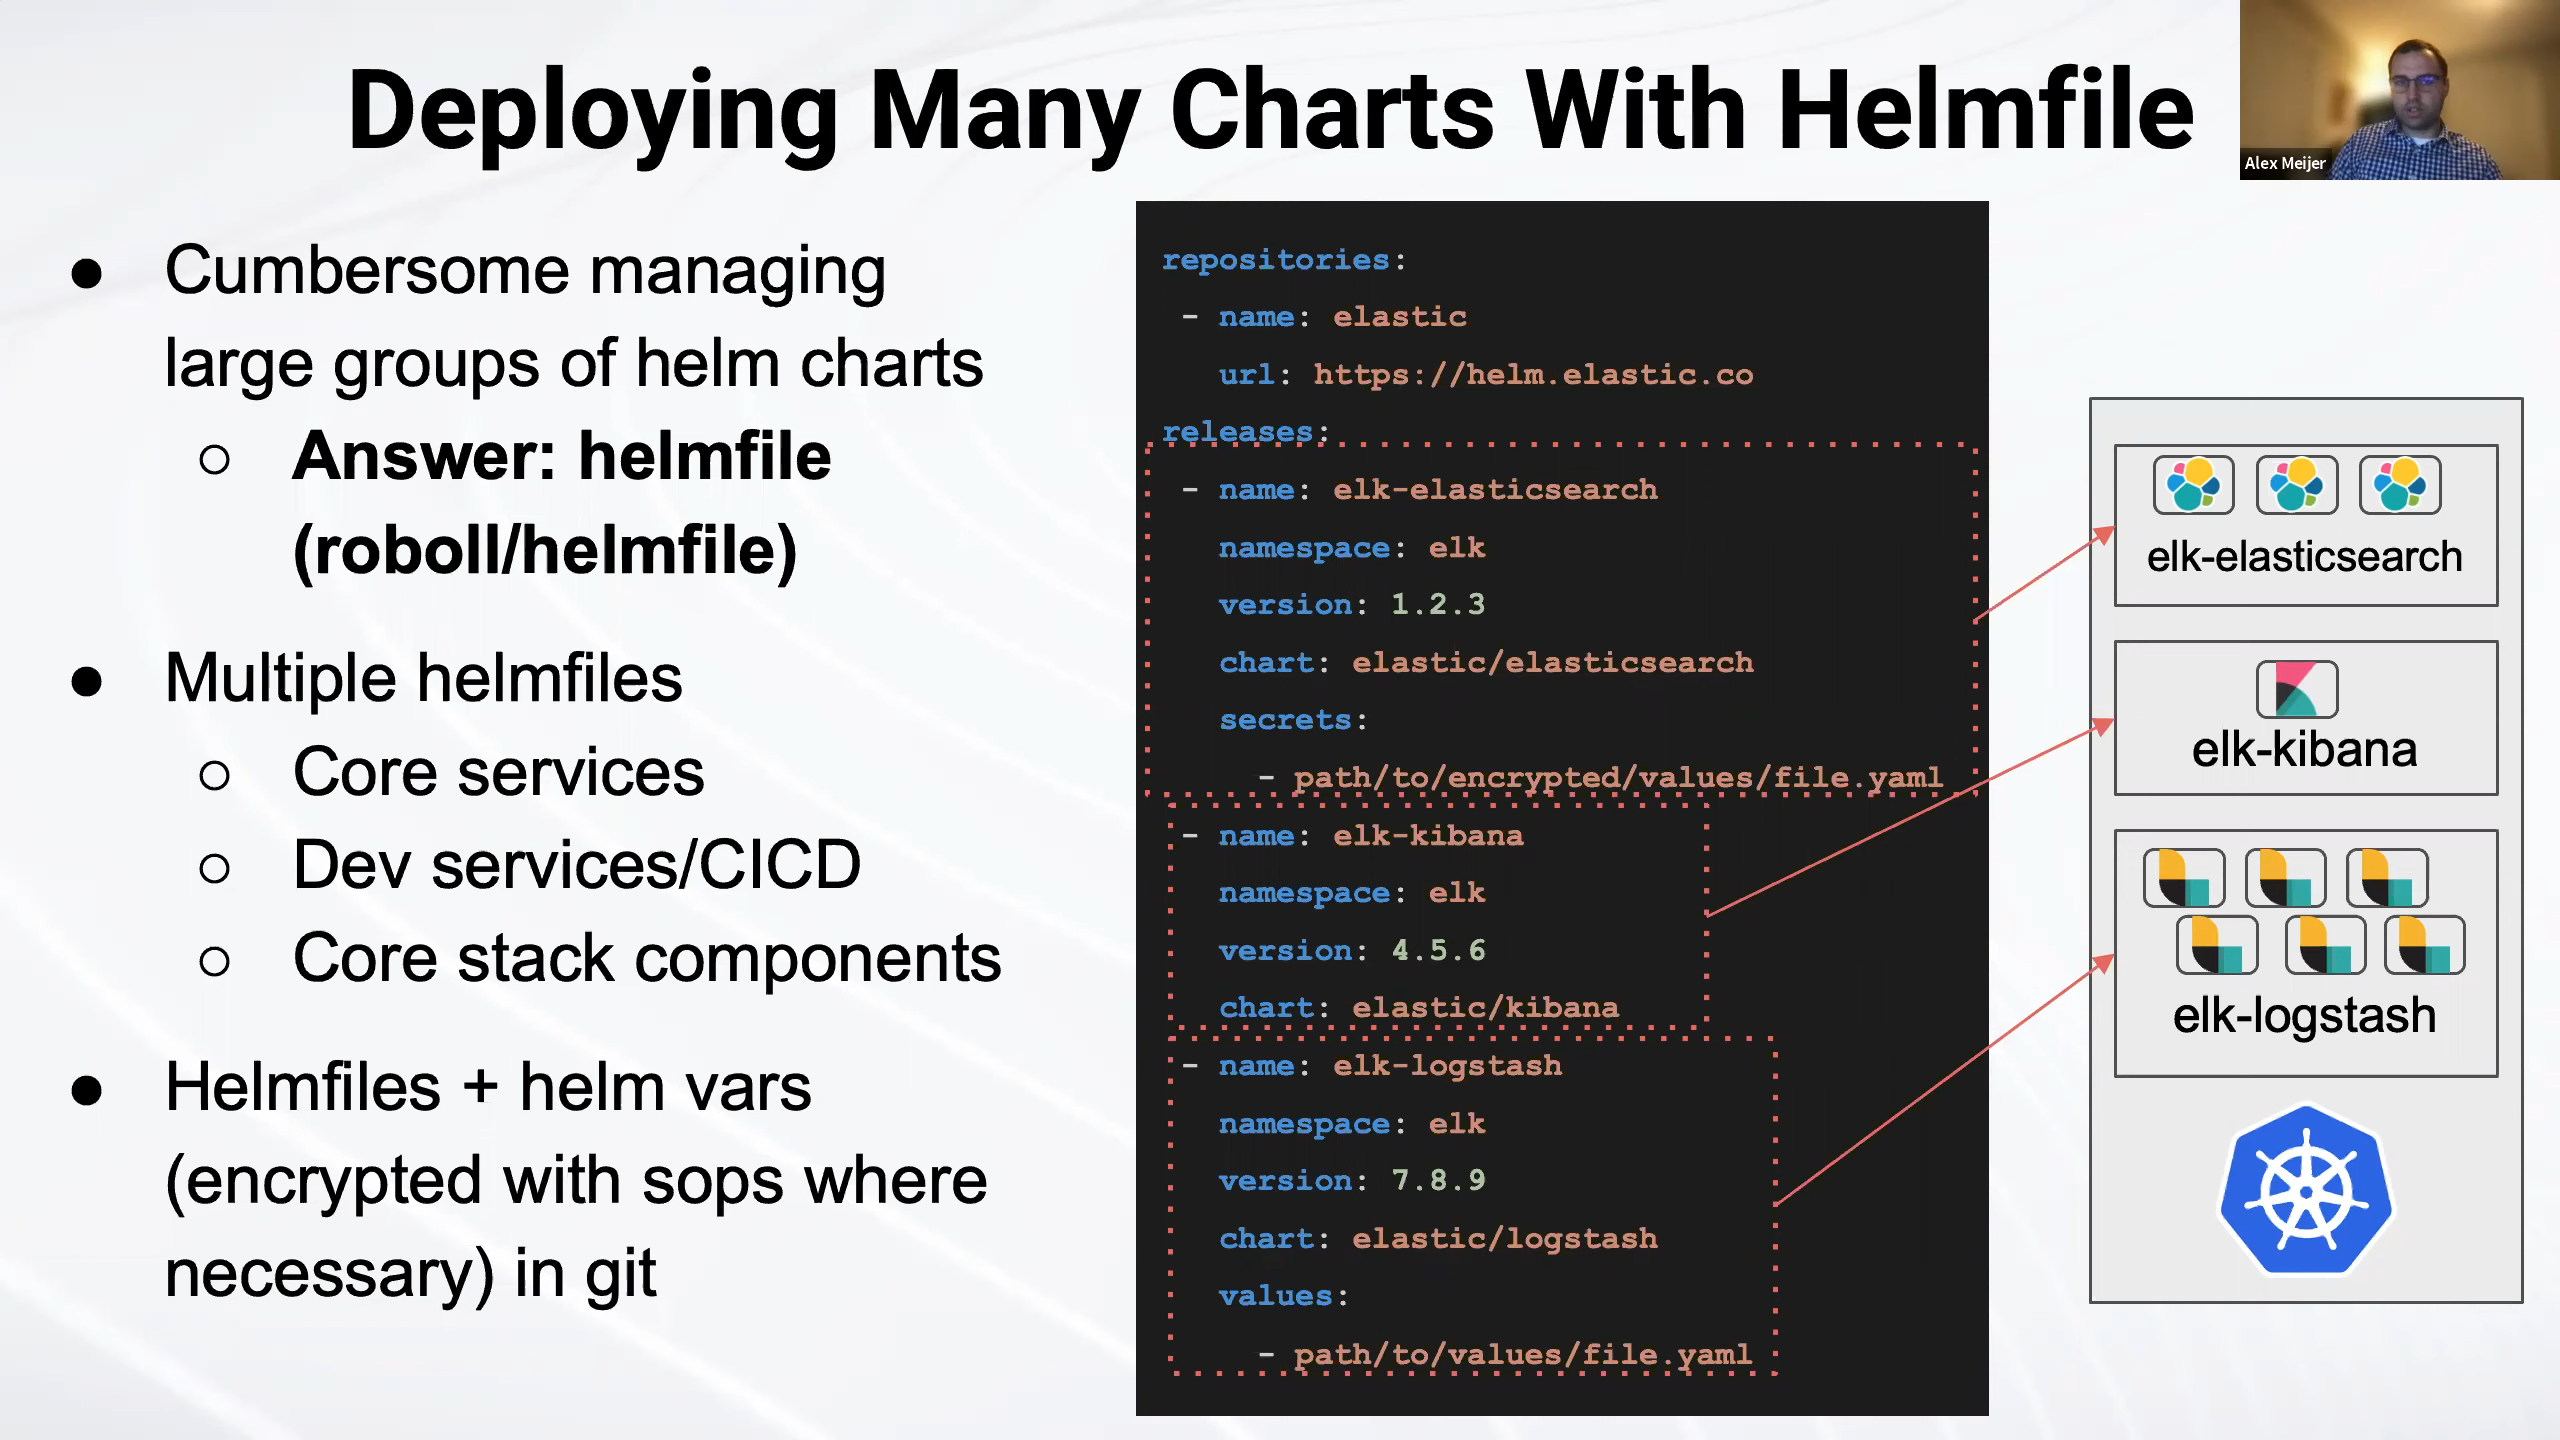 Deploying Many Charts With Helmfile
Alex Meijer
● Cumbersome managing
large groups of helm charts
○ Answer: helmfile
(roboll/helmfile)
● Multiple helmfiles
○ Core services
○ Dev services/CICD
○ Core stack components
● Helmfiles + helm vars
(encrypted with sops where
necessary) in git
repositories:
- name: elastic
url: https://helm.elastic.co
releases:
- name: elk-elasticsearch
namespace: elk
version: 1.2.3
chart: elastic/elasticsearch
secrets:
- path/to/encrypted/values/file.yaml
- name: elk-kibana
namespace: elk
version: 4.5.6
chart: elastic/kibana
- name: elk-logstash
namespace: elk
version: 7.8.9
chart: elastic/logstash
values:
- path/to/values/file.yaml
elk-elasticsearch
elk-kibana
elk-logstash